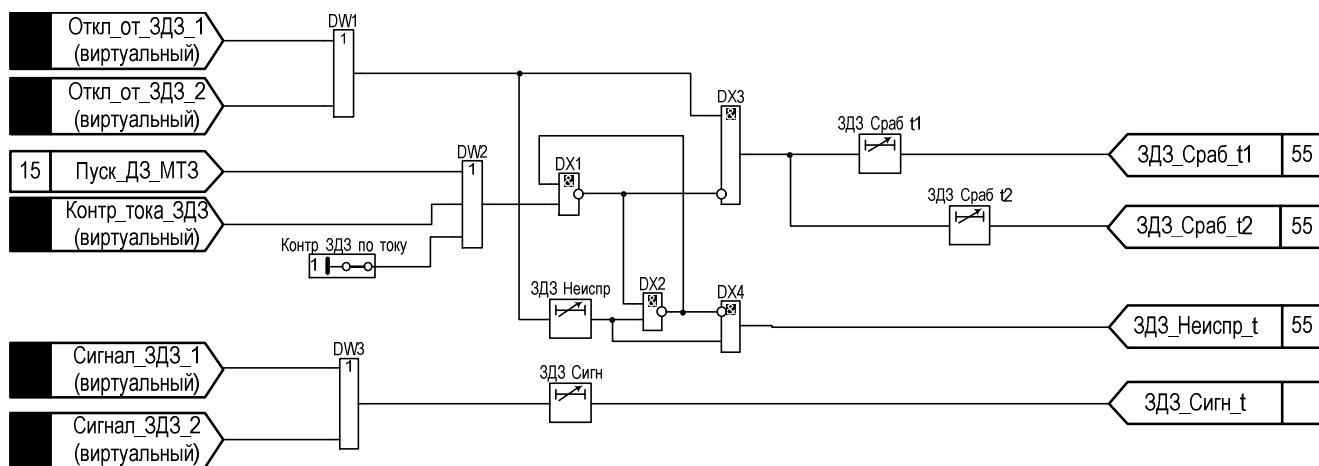 Откл_от_ЗДЗ_1
(виртуальный)
DW1
1
Откл_от_ЗДЗ_2
(виртуальный)
DX3
&
ЗДЗ Сраб t1
ЗДЗ_Сраб_t1 55
15 Пуск_ДЗ_МТЗ
DW2
1
DX1
&
Контр_тока_ЗДЗ
(виртуальный)
ЗДЗ Сраб t2
ЗДЗ_Сраб_t2 55
Контр ЗДЗ по току
1
ЗДЗ Неиспр
DX2
&
DX4
&
ЗДЗ_Неиспр_t 55
Сигнал_ЗДЗ_1
(виртуальный)
DW3
1
ЗДЗ Сигн
ЗДЗ_Сигн_t
Сигнал_ЗДЗ_2
(виртуальный)